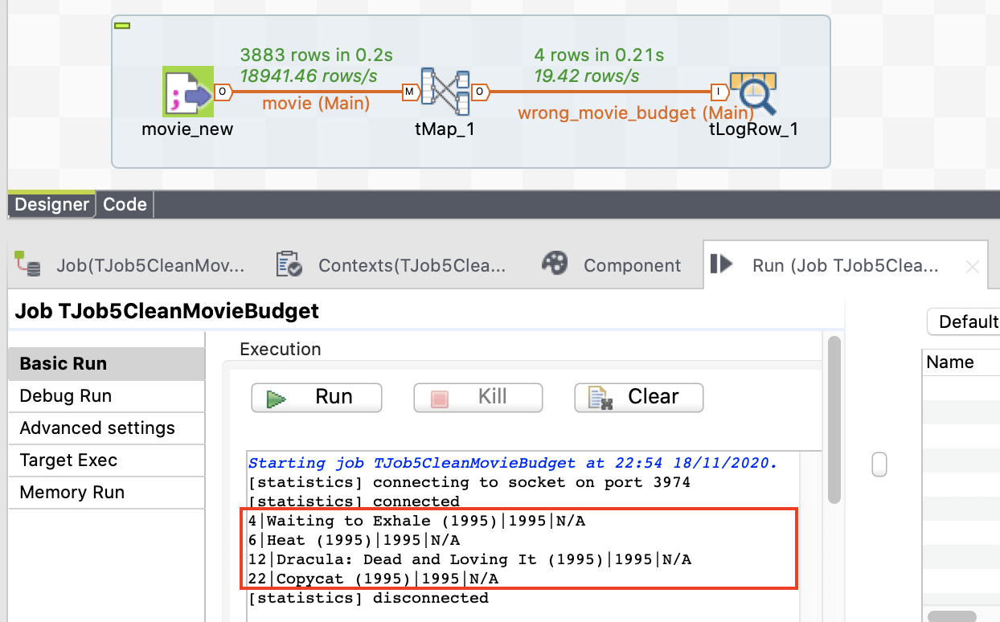 3883 rows in 0.2s
18941.46 rows/s
movie (Main)
4 rows in 0.21s
19.42 rows/s
wrong_movie_budget (Main)
O
M
O
I
movie_new
tMap_1
tLogRow_1
Designer
Code
Job(TJob5CleanMov...
Contexts(TJob5Clea...
Component
Run (Job TJob5Clea...
Job TJob5CleanMovieBudget
Default
Basic Run
Debug Run
Advanced settings
Target Exec
Memory Run
Execution
Run
Kill
Clear
Name
Starting job TJob5CleanMovieBudget at 22:54 18/11/2020.
[statistics] connecting to socket on port 3974
[statistics] connected
4|Waiting to Exhale (1995)|1995|N/A
6|Heat (1995)|1995|N/A
12|Dracula: Dead and Loving It (1995)|1995|N/A
22|Copycat (1995)|1995|N/A
[statistics] disconnected